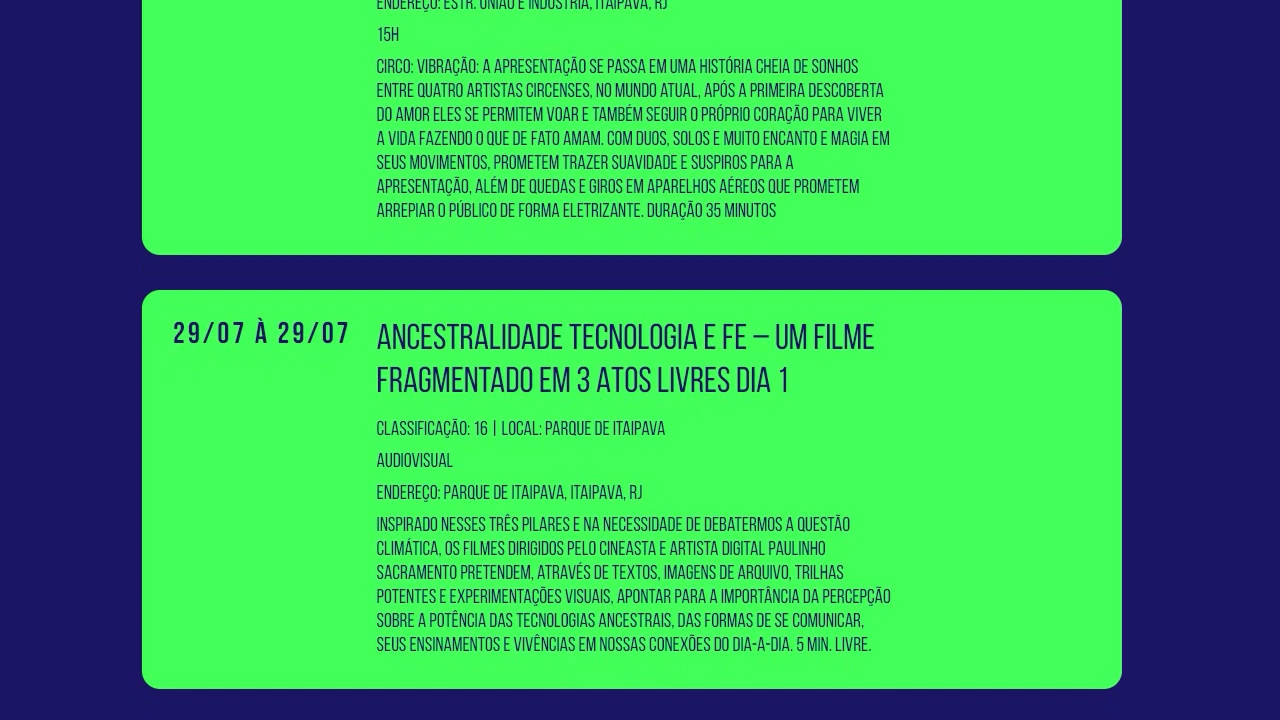 ENDEREÇO: ESTR. UNIÃO E INDÚSTRIA, ITAIPAVA, RJ
15H
CIRCO: VIBRAÇÃO: A APRESENTAÇÃO SE PASSA EM UMA HISTÓRIA CHEIA DE SONHOS
ENTRE QUATRO ARTISTAS CIRCENSES, NO MUNDO ATUAL, APÓS A PRIMEIRA DESCOBERTA
DO AMOR ELES SE PERMITEM VOAR E TAMBÉM SEGUIR O PRÓPRIO CORAÇÃO PARA VIVER
A VIDA FAZENDO O QUE DE FATO AMAM. COM DUOS, SOLOS E MUITO ENCANTO E MAGIA EM
SEUS MOVIMENTOS, PROMETEM TRAZER SUAVIDADE E SUSPIROS PARA A
APRESENTAÇÃO, ALÉM DE QUEDAS E GIROS EM APARELHOS AÉREOS QUE PROMETEM
ARREPIAR O PÚBLICO DE FORMA ELETRIZANTE. DURAÇÃO 35 MINUTOS
29/07 À 29/07
ANCESTRALIDADE TECNOLOGIA E FE – UM FILME
FRAGMENTADO EM 3 ATOS LIVRES DIA 1
CLASSIFICAÇÃO: 16 | LOCAL: PARQUE DE ITAIPAVA
AUDIOVISUAL
ENDEREÇO: PARQUE DE ITAIPAVA, ITAIPAVA, RJ
INSPIRADO NESSES TRÊS PILARES E NA NECESSIDADE DE DEBATERMOS A QUESTÃO
CLIMÁTICA, OS FILMES DIRIGIDOS PELO CINEASTA E ARTISTA DIGITAL PAULINHO
SACRAMENTO PRETENDEM, ATRAVÉS DE TEXTOS, IMAGENS DE ARQUIVO, TRILHAS
POTENTES E EXPERIMENTAÇÕES VISUAIS, APONTAR PARA A IMPORTÂNCIA DA PERCEPÇÃO
SOBRE A POTÊNCIA DAS TECNOLOGIAS ANCESTRAIS, DAS FORMAS DE SE COMUNICAR,
SEUS ENSINAMENTOS E VIVÊNCIAS EM NOSSAS CONEXÕES DO DIA-A-DIA. 5 MIN. LIVRE.